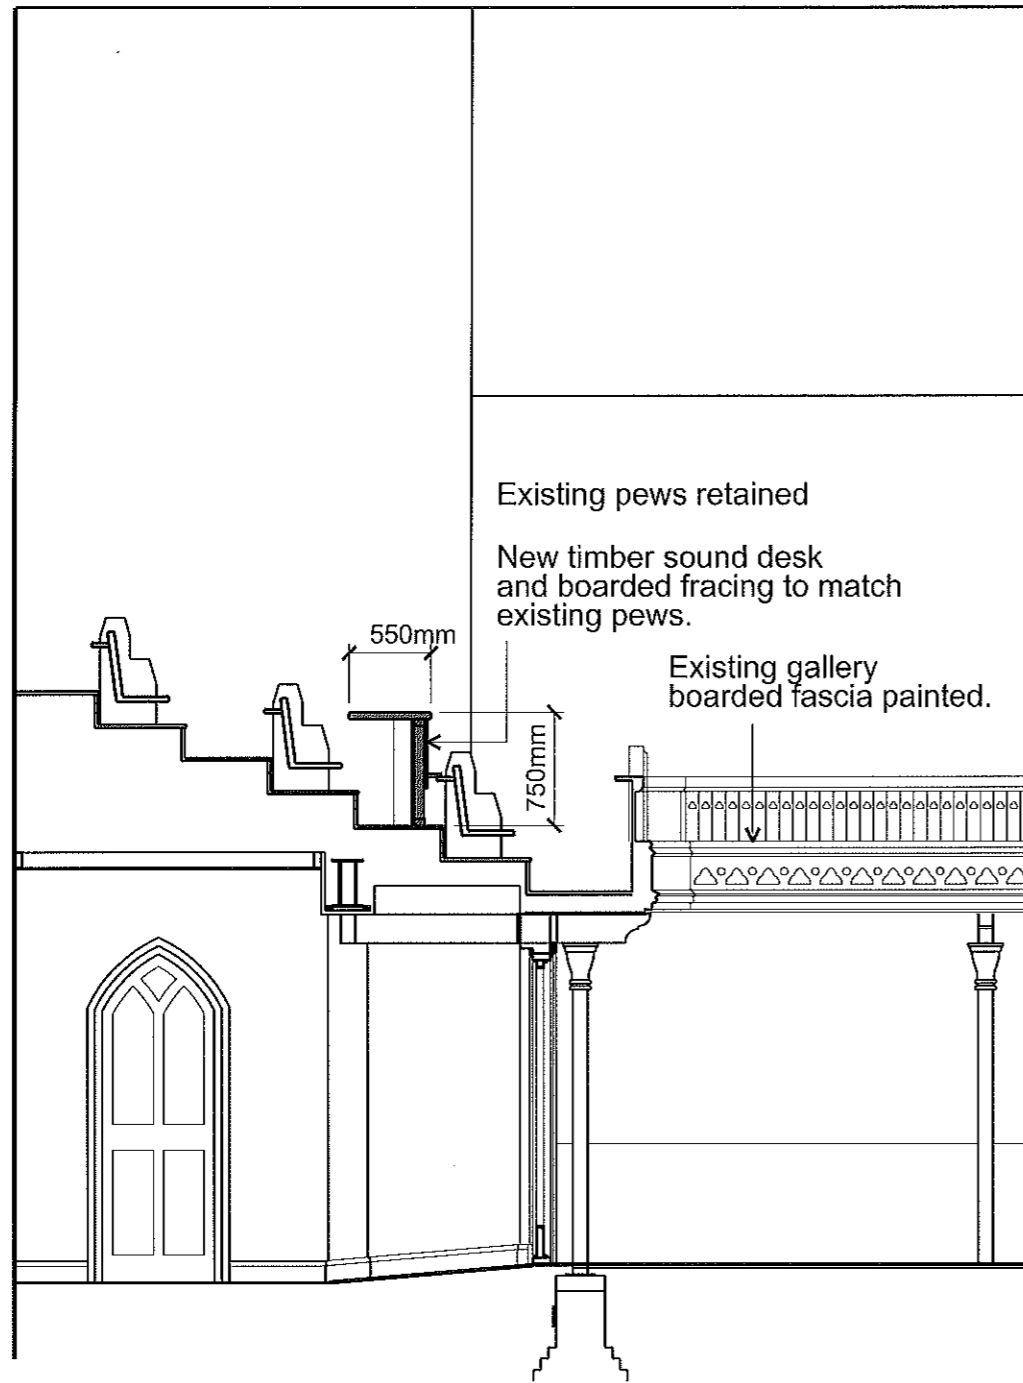 Existing pews retained
New timber sound desk
and boarded fracing to match
existing pews.
550mm
Existing gallery
boarded fascia painted.
750mm